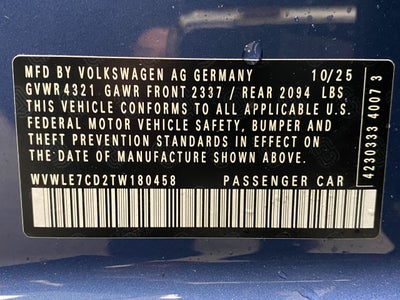 MFD BY VOLKSWAGEN AG GERMANY 10/25
GVWR 4321 GAWR FRONT 2337 / REAR 2094 LBS
THIS VEHICLE CONFORMS TO ALL APPLICABLE U.S.
FEDERAL MOTOR VEHICLE SAFETY, BUMPER AND
THEFT PREVENTION STANDARDS IN EFFECT ON THE
DATE OF MANUFACTURE SHOWN ABOVE.
WVWLE7CD2TW180458 PASSENGER CAR
4230333 4007 3